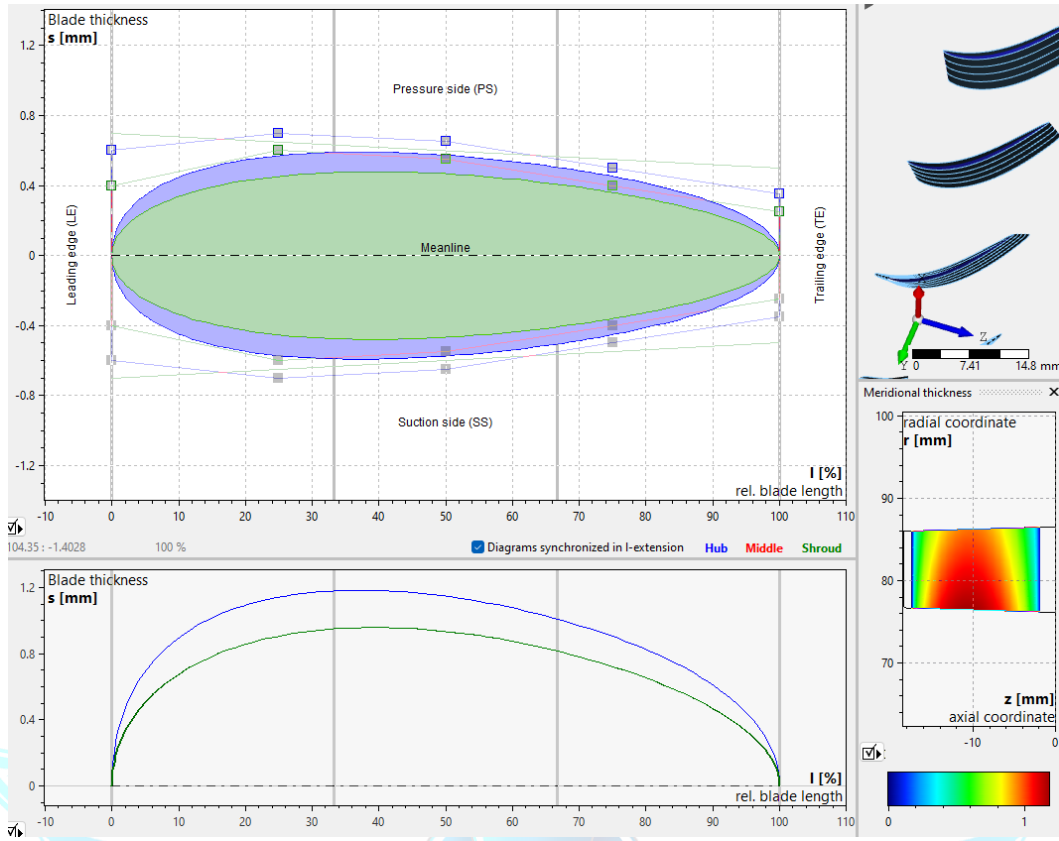 Blade thickness
s [mm]
1.2
0.8
0.4
0
-0.4
-0.8
-1.2
Pressure side (PS)
Leading edge (LE)
Meanline
Trailing edge (TE)
Suction side (SS)
l [%]
rel. blade length
-10 0 10 20 30 40 50 60 70 80 90 100 110
104.35 : -1.4028 100 % Diagrams synchronized in l-extension Hub Middle Shroud
Blade thickness
s [mm]
1.2
0.8
0.4
0
l [%]
rel. blade length
-10 0 10 20 30 40 50 60 70 80 90 100 110
Z
Y 0 7.41 14.8 mm
Meridional thickness
100
radial coordinate
r [mm]
90
80
70
z [mm]
axial coordinate
-10 0
0 1